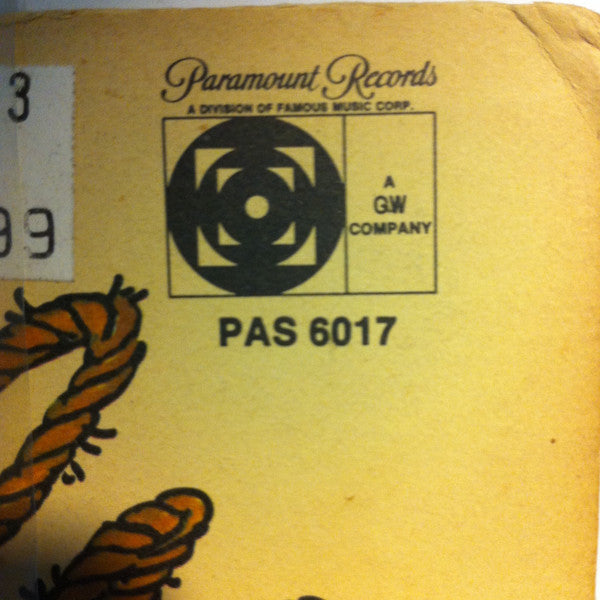 3
99
Paramount Records
A DIVISION OF FAMOUS MUSIC CORP.
A
G+W
COMPANY
PAS 6017